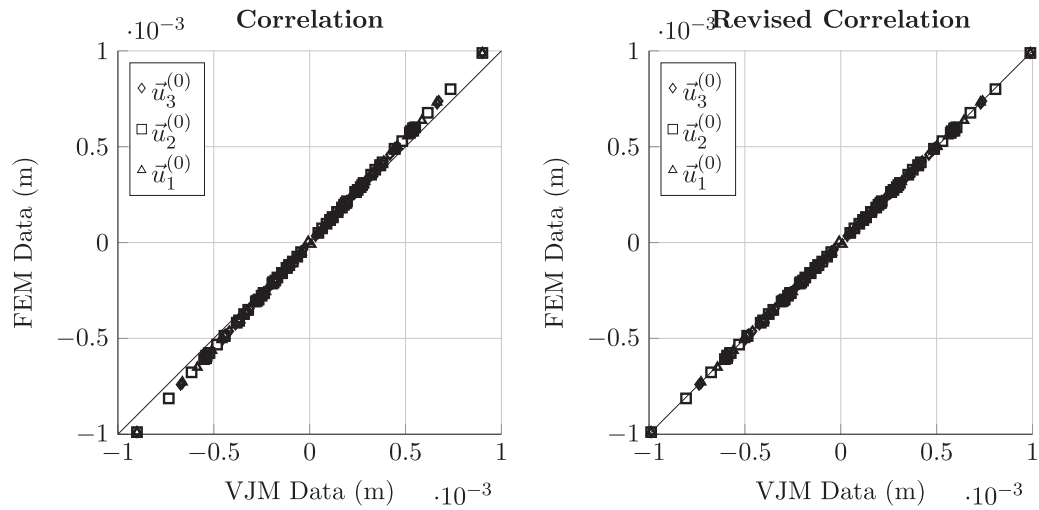 Correlation
·10⁻³
1
0.5
0
−0.5
−1
FEM Data (m)
u⃗₃⁽⁰⁾
u⃗₂⁽⁰⁾
u⃗₁⁽⁰⁾
−1 −0.5 0 0.5 1
VJM Data (m) ·10⁻³
Revised Correlation
·10⁻³
1
0.5
0
−0.5
−1
FEM Data (m)
u⃗₃⁽⁰⁾
u⃗₂⁽⁰⁾
u⃗₁⁽⁰⁾
−1 −0.5 0 0.5 1
VJM Data (m) ·10⁻³